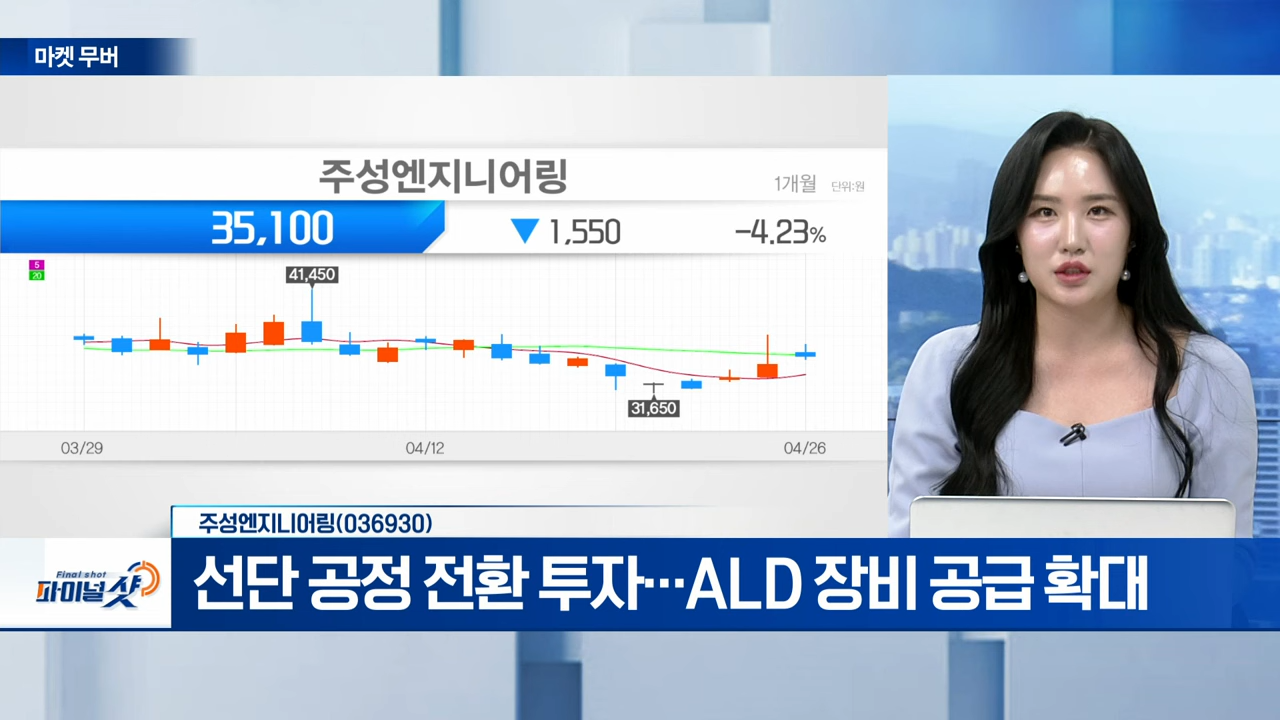 마켓 무버
주성엔지니어링
1개월 단위:원
35,100 ▼ 1,550 -4.23%
5
20
41,450
31,650
03/29 04/12 04/26
주성엔지니어링(036930)
Final shot
파이널샷
선단 공정 전환 투자…ALD 장비 공급 확대